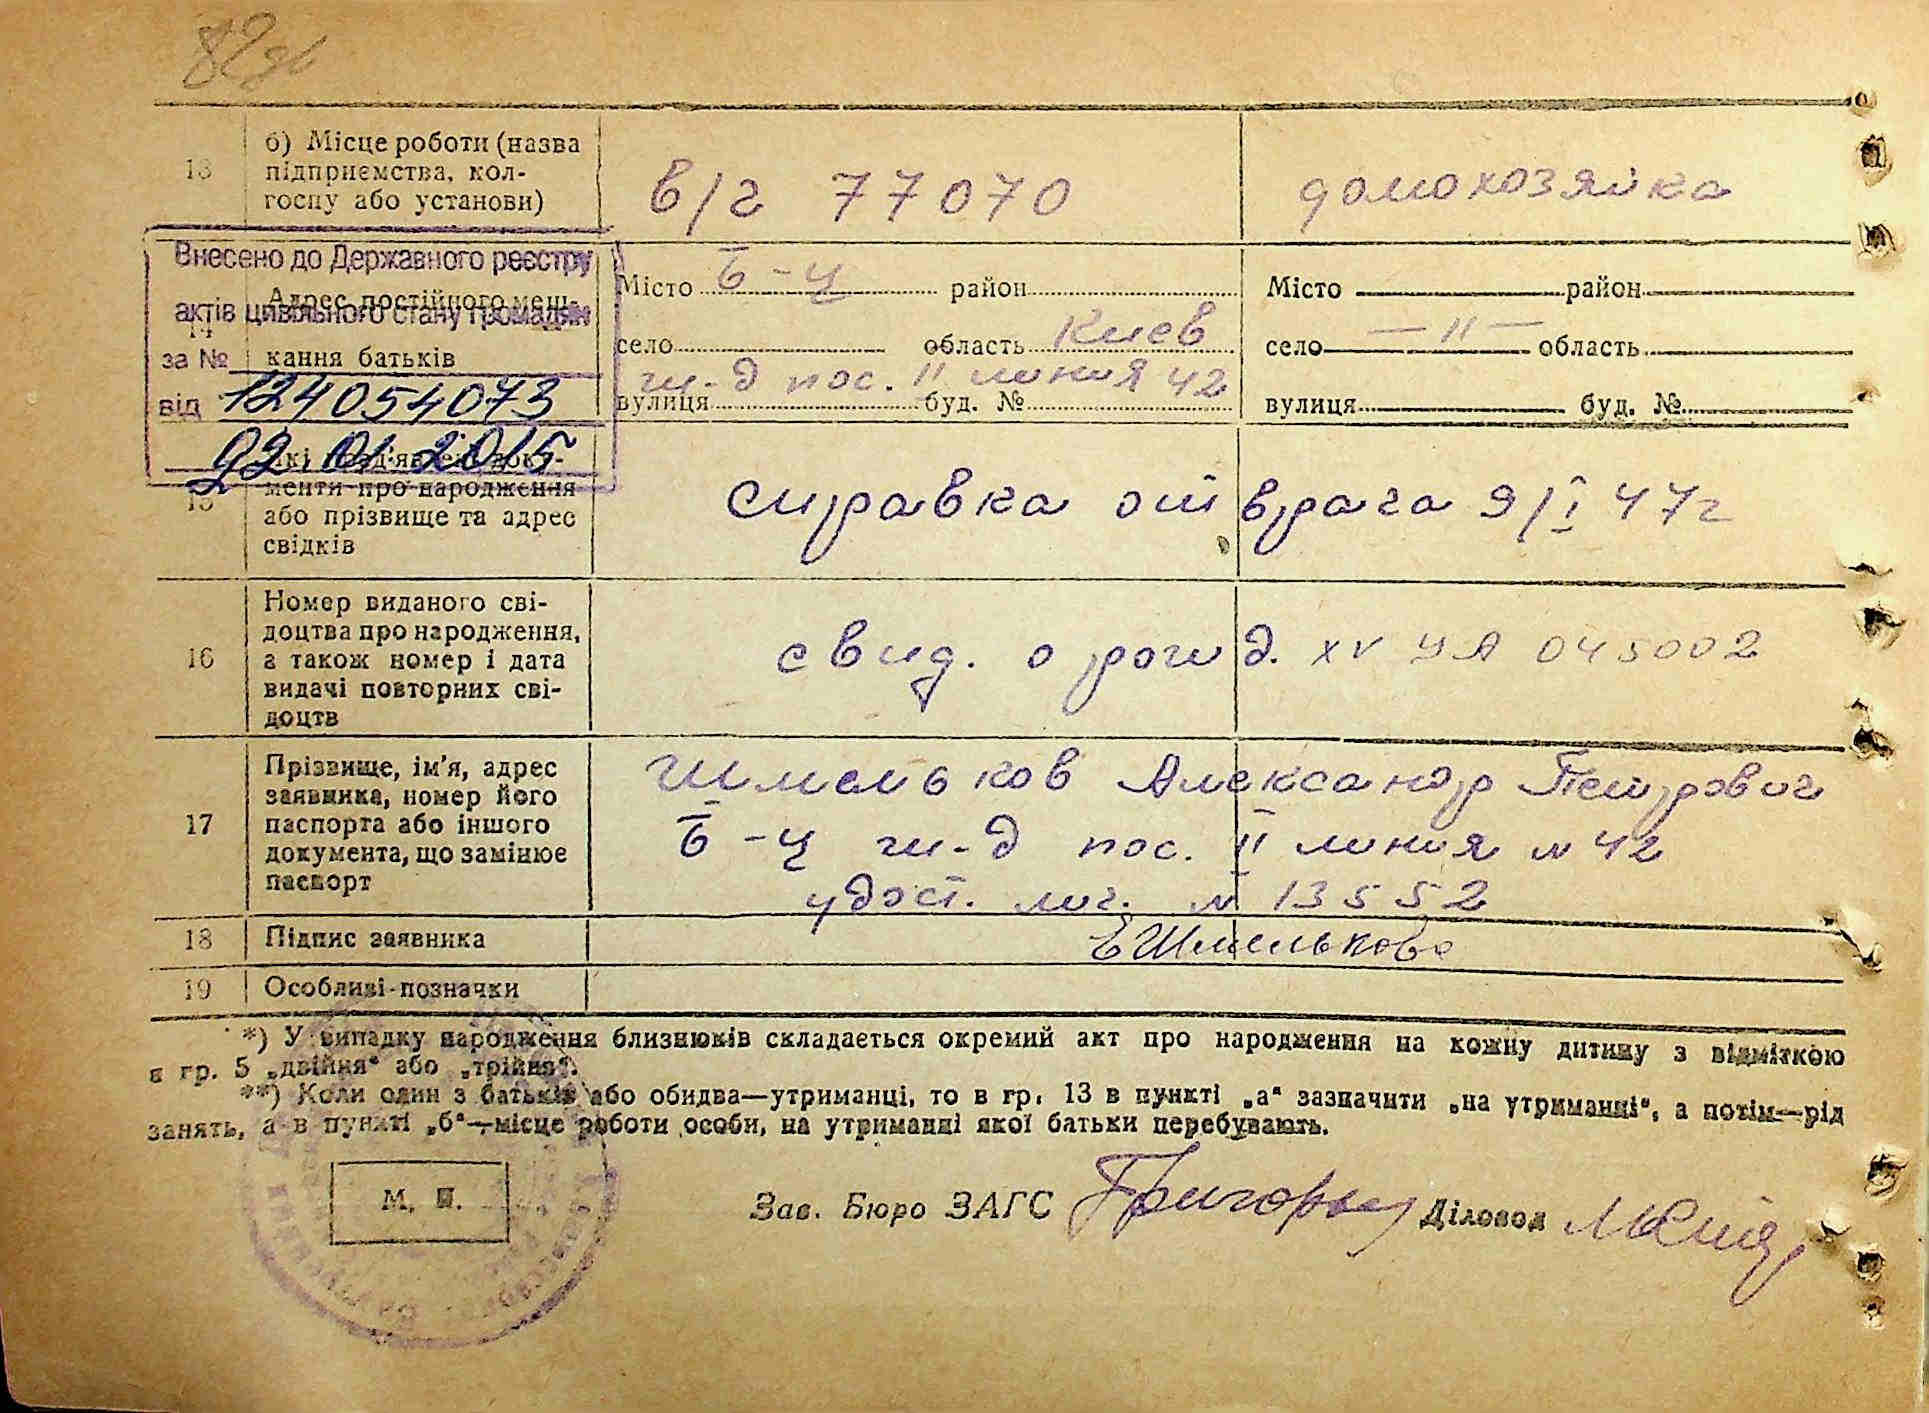 82
13
б) Місце роботи (назва підприємства, колгоспу або установи)
в/ч 77070
домохозяйка
Внесено до Державного реєстру
актів цивільного стану громадян
за №
124054073
від
02.01.2015
14
Адрес постійного мешкання батьків
Місто Б-Ц район
село область Киев
ж-д пос. II линия 42
вулиця буд. №
Місто район
село — 〃 — область
вулиця буд. №
15
Які пред'явлені документи про народження або прізвище та адрес свідків
справка от врача 9/I 47г
16
Номер виданого свідоцтва про народження, а також номер і дата видачі повторних свідоцтв
свид. о рожд. XV УА 045002
17
Прізвище, ім'я, адрес заявника, номер його паспорта або іншого документа, що замінює паспорт
Шмельков Александр Петрович
Б-Ц ж-д пос. II линия N 42
удост. лич. N 13552
18
Підпис заявника
ЕШмелькова
19
Особливі позначки
*) У випадку народження близнюків складається окремий акт про народження на кожну дитину з відміткою
в гр. 5 „двійня“ або „трійня“.
**) Коли один з батьків або обидва—утриманці, то в гр. 13 в пункті „а“ зазначити „на утриманні“, а потім—рід
занять, а в пункті „б“—місце роботи особи, на утриманні якої батьки перебувають.
М. П.
Зав. Бюро ЗАГС
Діловод